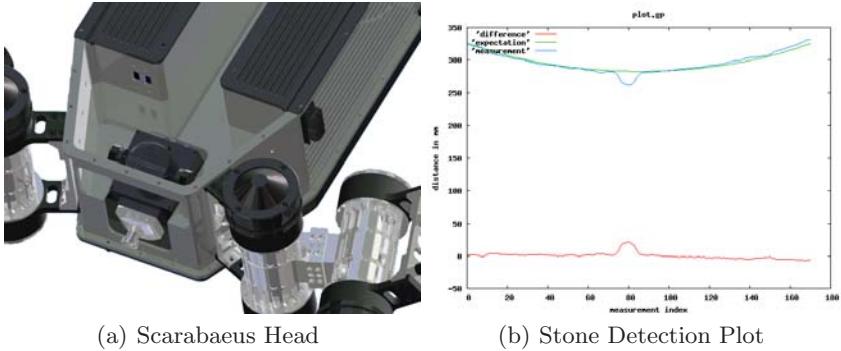 plot.gp
'difference'
'expectation'
'measurement'
350
300
250
200
150
100
50
0
-50
distance in mm
0 20 40 60 80 100 120 140 160 180
measurement index
(a) Scarabaeus Head
(b) Stone Detection Plot